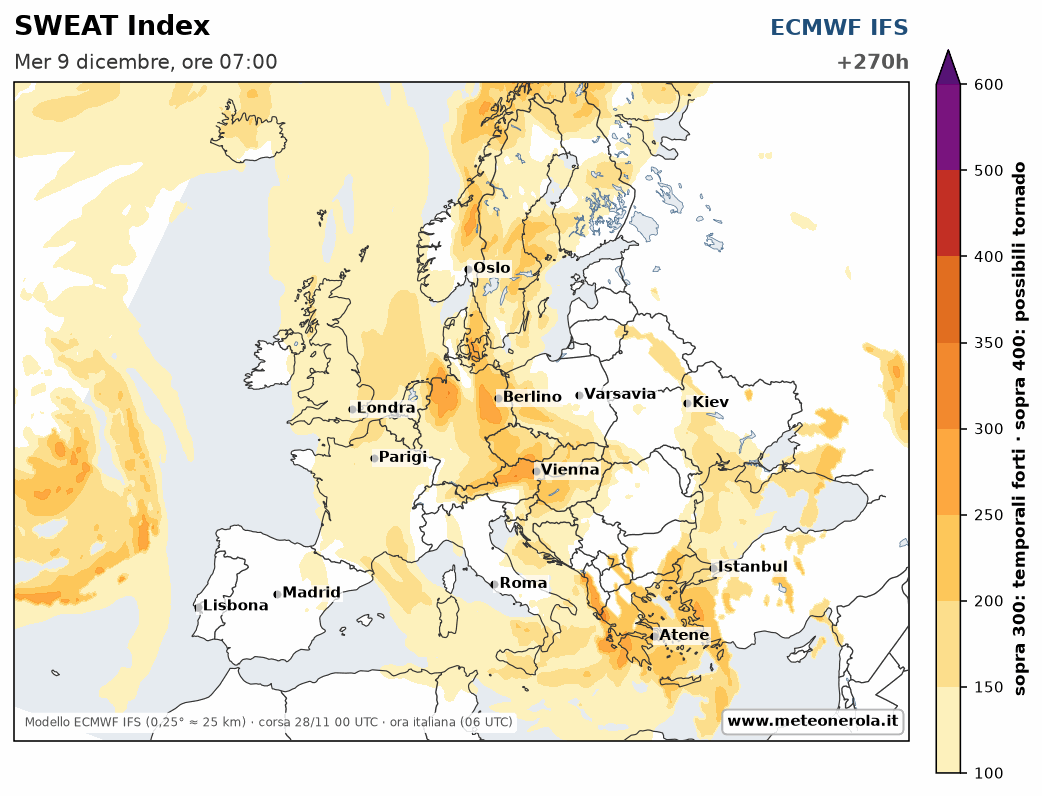 SWEAT Index
ECMWF IFS
Mer 9 dicembre, ore 07:00
+270h
600
500
400
350
300
250
200
150
100
sopra 300: temporali forti · sopra 400: possibili tornado
Oslo
Londra
Berlino
Varsavia
Kiev
Parigi
Vienna
Istanbul
Madrid
Roma
Lisbona
Atene
Modello ECMWF IFS (0,25° ≈ 25 km) · corsa 28/11 00 UTC · ora italiana (06 UTC)
www.meteonerola.it